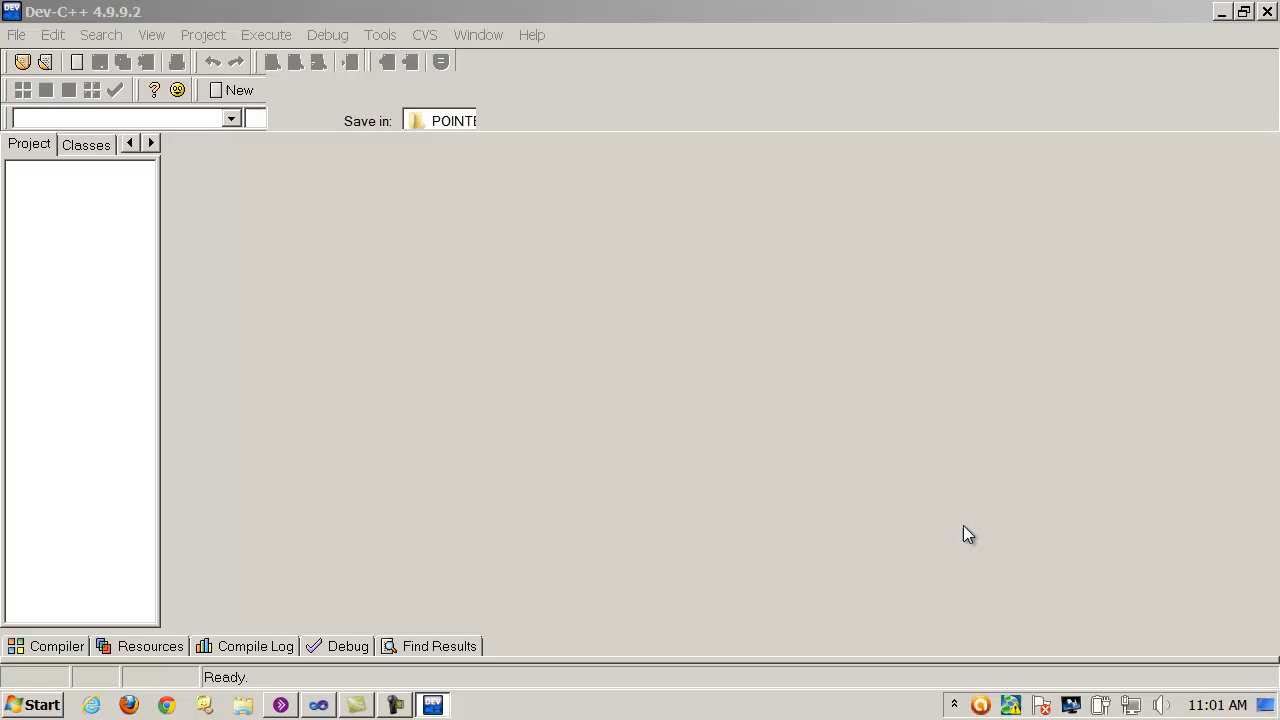 Dev-C++ 4.9.9.2
File Edit Search View Project Execute Debug Tools CVS Window Help
New
Save in: POINTE
Project Classes
Compiler Resources Compile Log Debug Find Results
Ready.
Start DEV 11:01 AM